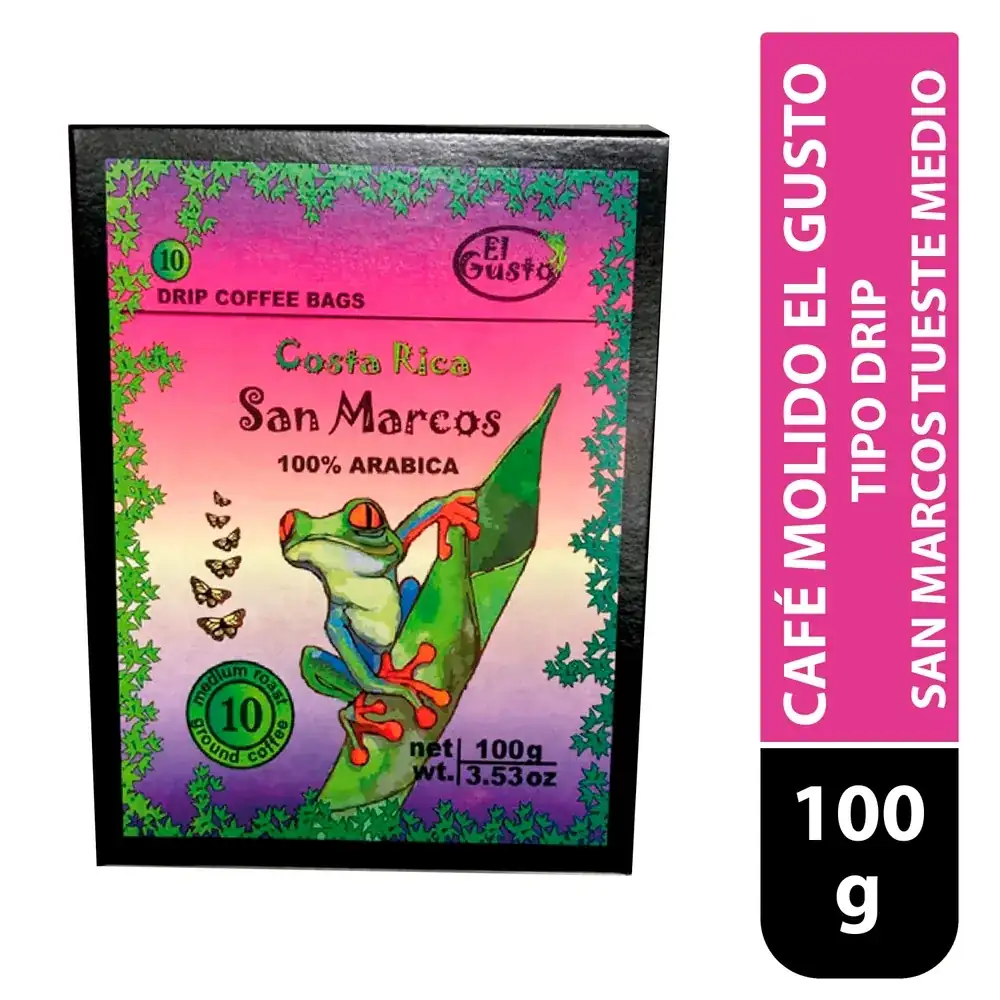 10
DRIP COFFEE BAGS
El
Gusto
Costa Rica
San Marcos
100% ARABICA
medium roast
10
ground coffee
net 100g
wt. 3.53oz
CAFÉ MOLIDO EL GUSTO
TIPO DRIP
SAN MARCOS TUESTE MEDIO
100
g